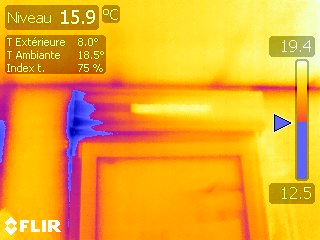 Niveau 15.9 °C
T Extérieure 8.0°
T Ambiante 18.5°
Index t. 75 %
19.4
12.5
FLIR